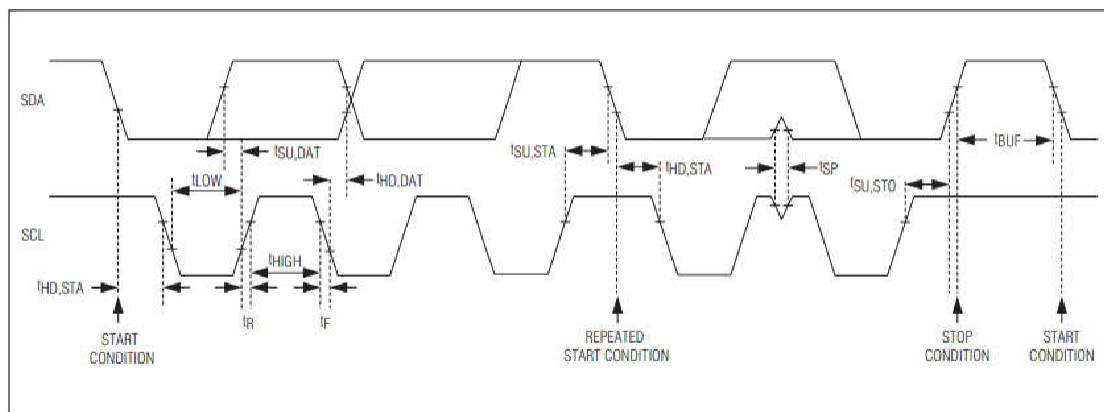 SDA
tSU,DAT
tSU,STA
tBUF
tLOW
tHD,DAT
tHD,STA
tSP
tSU,STO
SCL
tHIGH
tHD,STA
tR
tF
START
CONDITION
REPEATED
START CONDITION
STOP
CONDITION
START
CONDITION